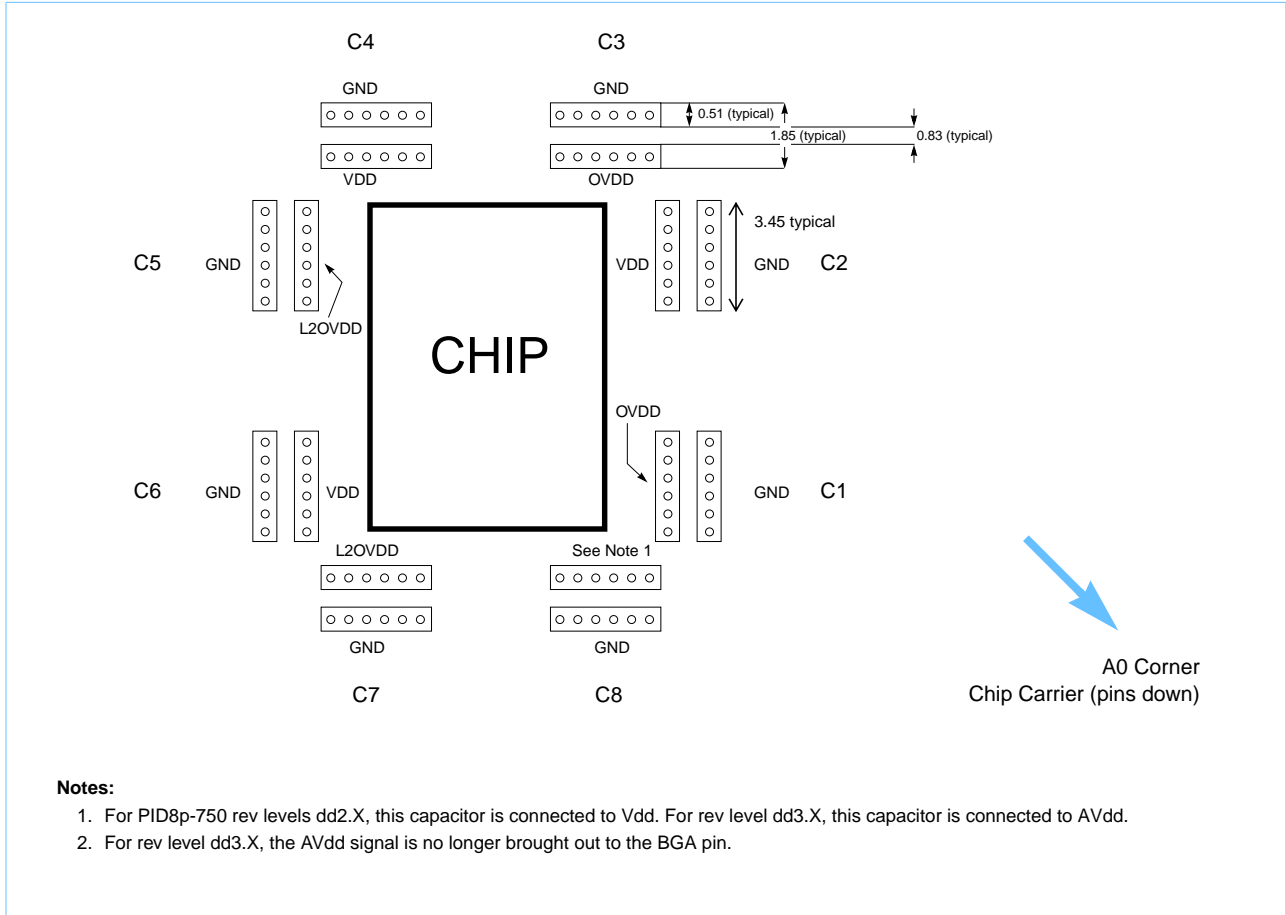 C4
C3
GND
GND
0.51 (typical)
1.85 (typical)
0.83 (typical)
VDD
OVDD
3.45 typical
C5
GND
VDD
GND
C2
L2OVDD
CHIP
OVDD
C6
GND
VDD
GND
C1
L2OVDD
See Note 1
GND
GND
C7
C8
A0 Corner
Chip Carrier (pins down)
Notes:
1. For PID8p-750 rev levels dd2.X, this capacitor is connected to Vdd. For rev level dd3.X, this capacitor is connected to AVdd.
2. For rev level dd3.X, the AVdd signal is no longer brought out to the BGA pin.